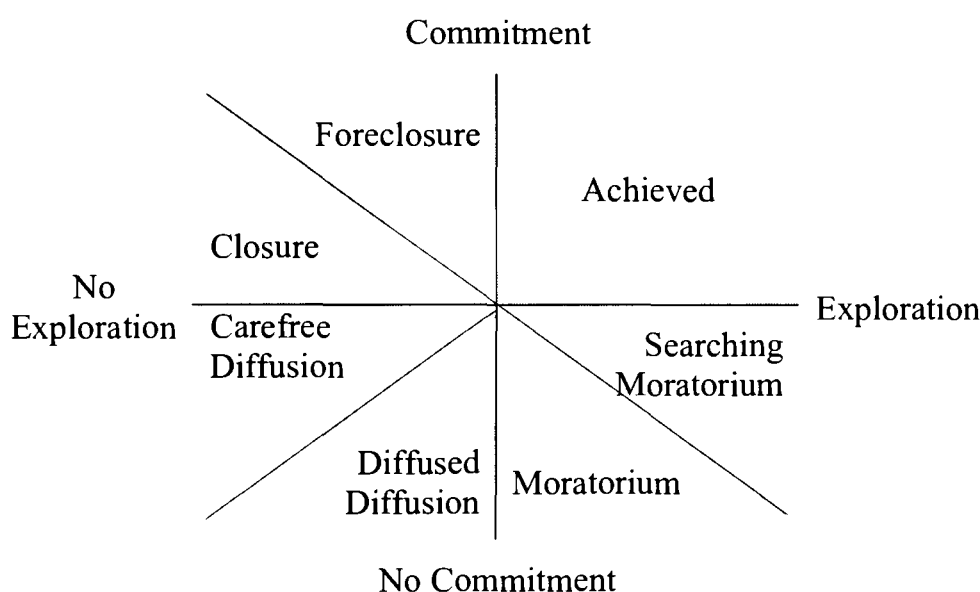 Commitment
Foreclosure
Achieved
Closure
No
Exploration
Exploration
Carefree
Diffusion
Searching
Moratorium
Diffused
Diffusion
Moratorium
No Commitment